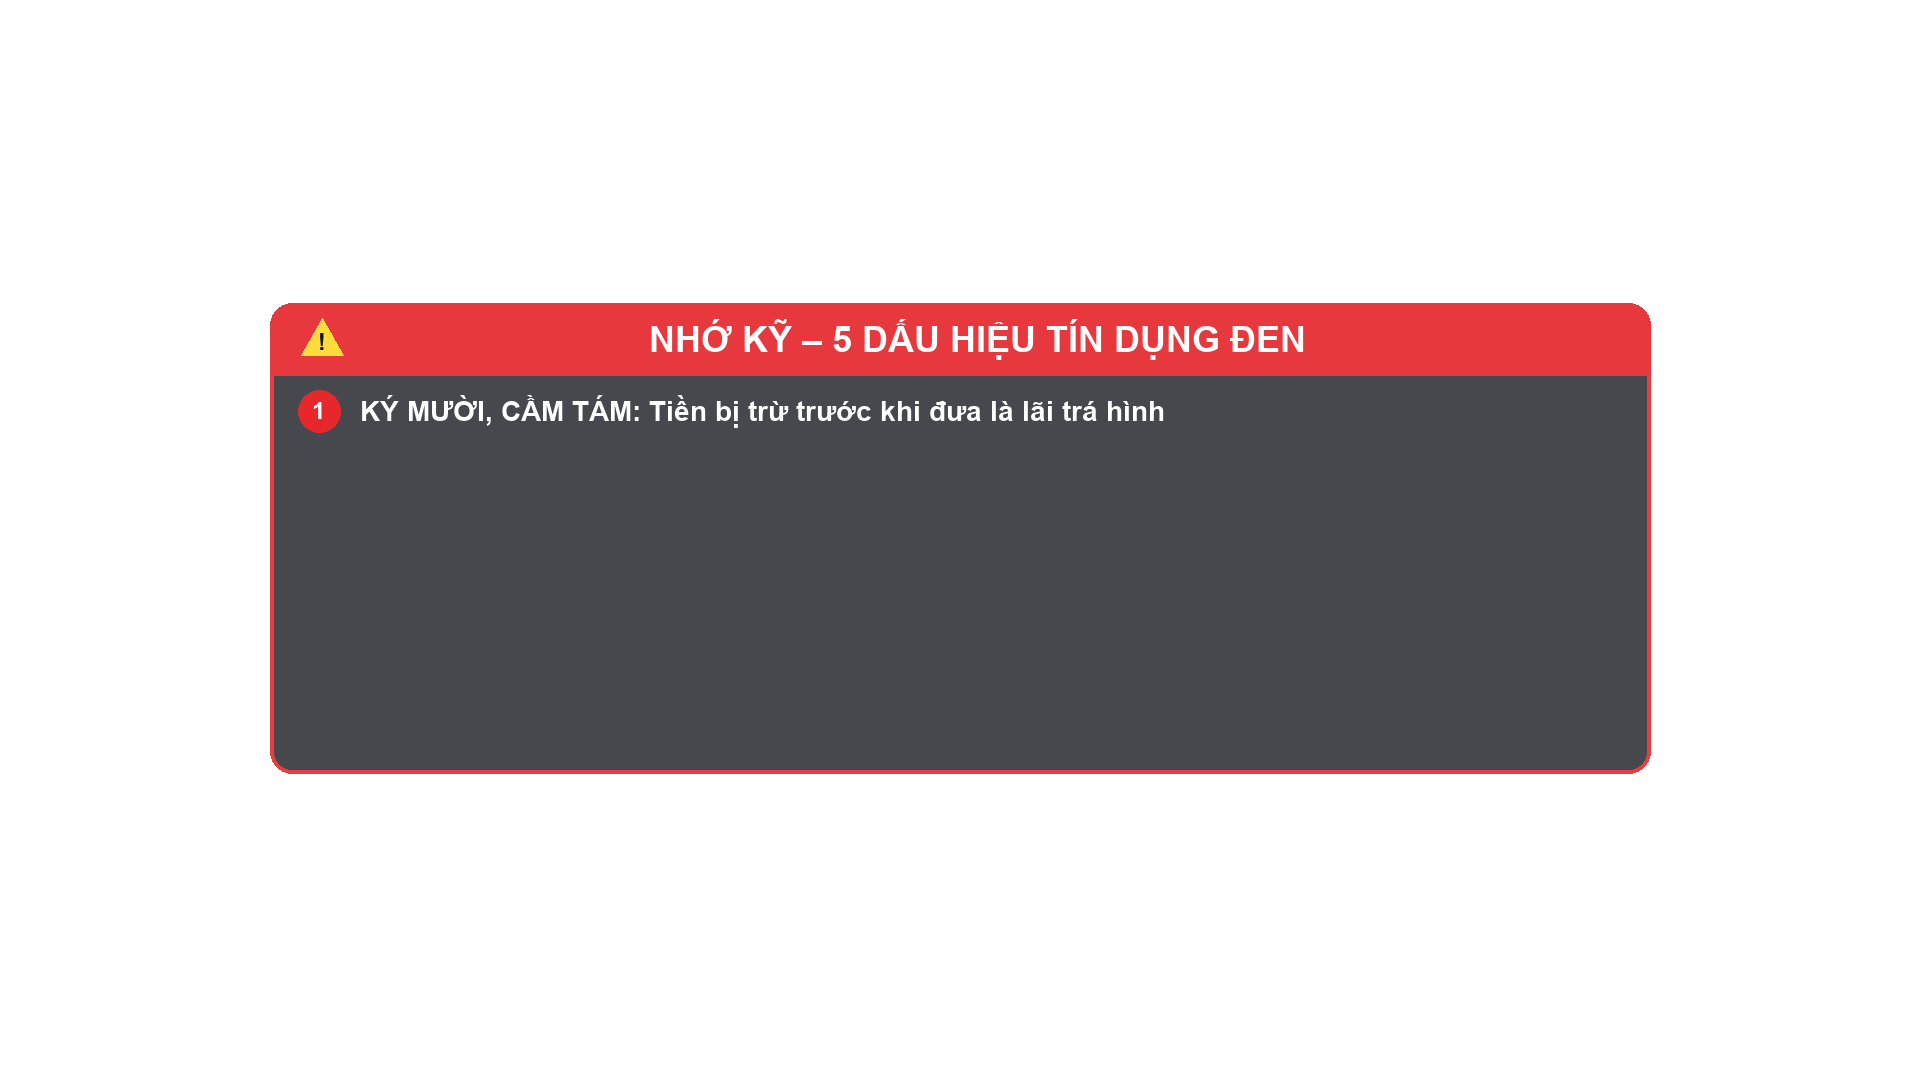 !
NHỚ KỸ – 5 DẤU HIỆU TÍN DỤNG ĐEN
1 KÝ MƯỜI, CẦM TÁM: Tiền bị trừ trước khi đưa là lãi trá hình